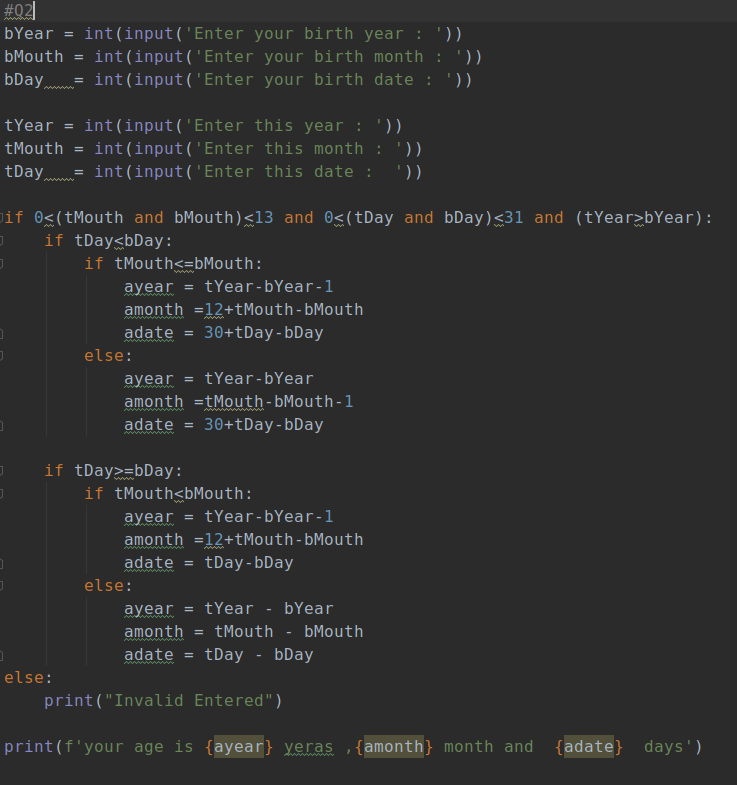 #Q2
bYear = int(input('Enter your birth year : '))
bMouth = int(input('Enter your birth month : '))
bDay   = int(input('Enter your birth date : '))

tYear = int(input('Enter this year : '))
tMouth = int(input('Enter this month : '))
tDay   = int(input('Enter this date :  '))

if 0<(tMouth and bMouth)<13 and 0<(tDay and bDay)<31 and (tYear>bYear):
    if tDay<bDay:
        if tMouth<=bMouth:
            ayear = tYear-bYear-1
            amonth =12+tMouth-bMouth
            adate = 30+tDay-bDay
        else:
            ayear = tYear-bYear
            amonth =tMouth-bMouth-1
            adate = 30+tDay-bDay

    if tDay>=bDay:
        if tMouth<bMouth:
            ayear = tYear-bYear-1
            amonth =12+tMouth-bMouth
            adate = tDay-bDay
        else:
            ayear = tYear - bYear
            amonth = tMouth - bMouth
            adate = tDay - bDay
else:
    print("Invalid Entered")

print(f'your age is {ayear} yeras ,{amonth} month and  {adate}  days')